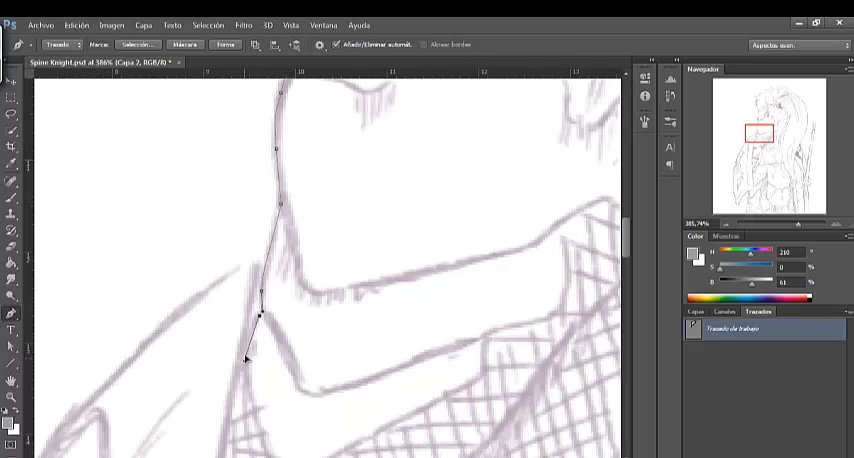 Ps Archivo Edición Imagen Capa Texto Selección Filtro 3D Vista Ventana Ayuda
Trazado Marca: Selección... Máscara Forma Añadir/Eliminar automát. Alinear borde Aspectos esen.
Spine Knight.psd al 386% (Capa 2, RGB/8) *
8 9 10 11 12 13
Navegador
385,74%
Color Muestras
H 210 °
S 0 %
B 61 %
Capas Canales Trazados
Trazado de trabajo